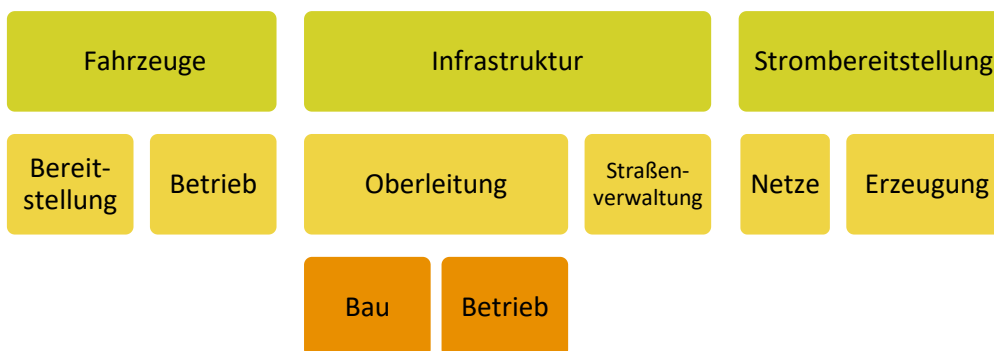 Fahrzeuge
Infrastruktur
Strombereitstellung
Bereit-
stellung
Betrieb
Oberleitung
Straßen-
verwaltung
Netze
Erzeugung
Bau
Betrieb